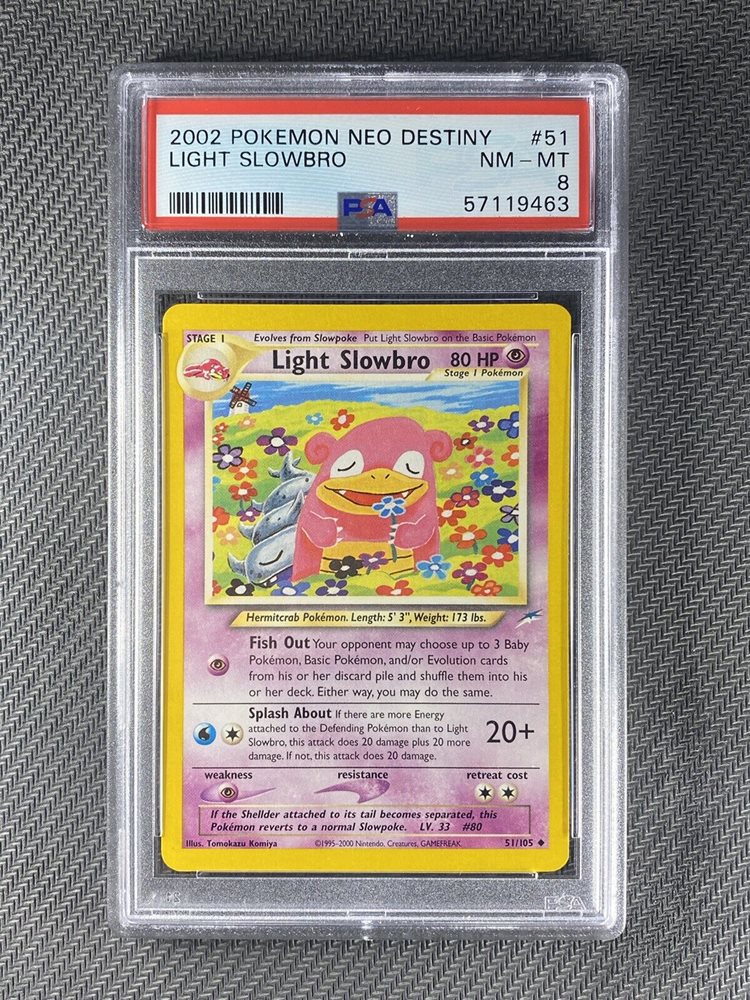 2002 POKEMON NEO DESTINY #51
LIGHT SLOWBRO NM - MT
8
PSA 57119463
STAGE 1 Evolves from Slowpoke Put Light Slowbro on the Basic Pokémon
Light Slowbro 80 HP
Stage 1 Pokémon
Hermitcrab Pokémon. Length: 5' 3", Weight: 173 lbs.
Fish Out Your opponent may choose up to 3 Baby
Pokémon, Basic Pokémon, and/or Evolution cards
from his or her discard pile and shuffle them into his
or her deck. Either way, you may do the same.
Splash About If there are more Energy
attached to the Defending Pokémon than to Light
Slowbro, this attack does 20 damage plus 20 more
damage. If not, this attack does 20 damage.
20+
weakness resistance retreat cost
If the Shellder attached to its tail becomes separated, this
Pokémon reverts to a normal Slowpoke. LV. 33 #80
Illus. Tomokazu Komiya ©1995-2000 Nintendo, Creatures, GAMEFREAK. 51/105
PSA